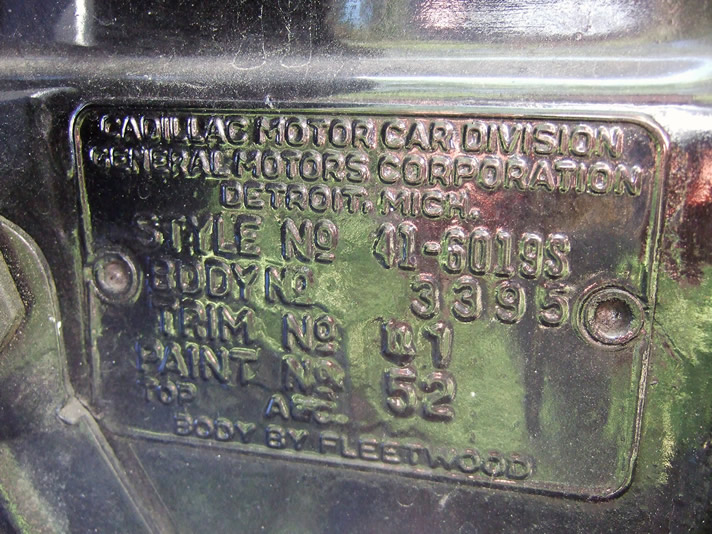 CADILLAC MOTOR CAR DIVISION
GENERAL MOTORS CORPORATION
DETROIT, MICH.
STYLE NO 41-6019S
BODY NO 3395
TRIM NO 41
PAINT NO 52
TOP ACC.
BODY BY FLEETWOOD